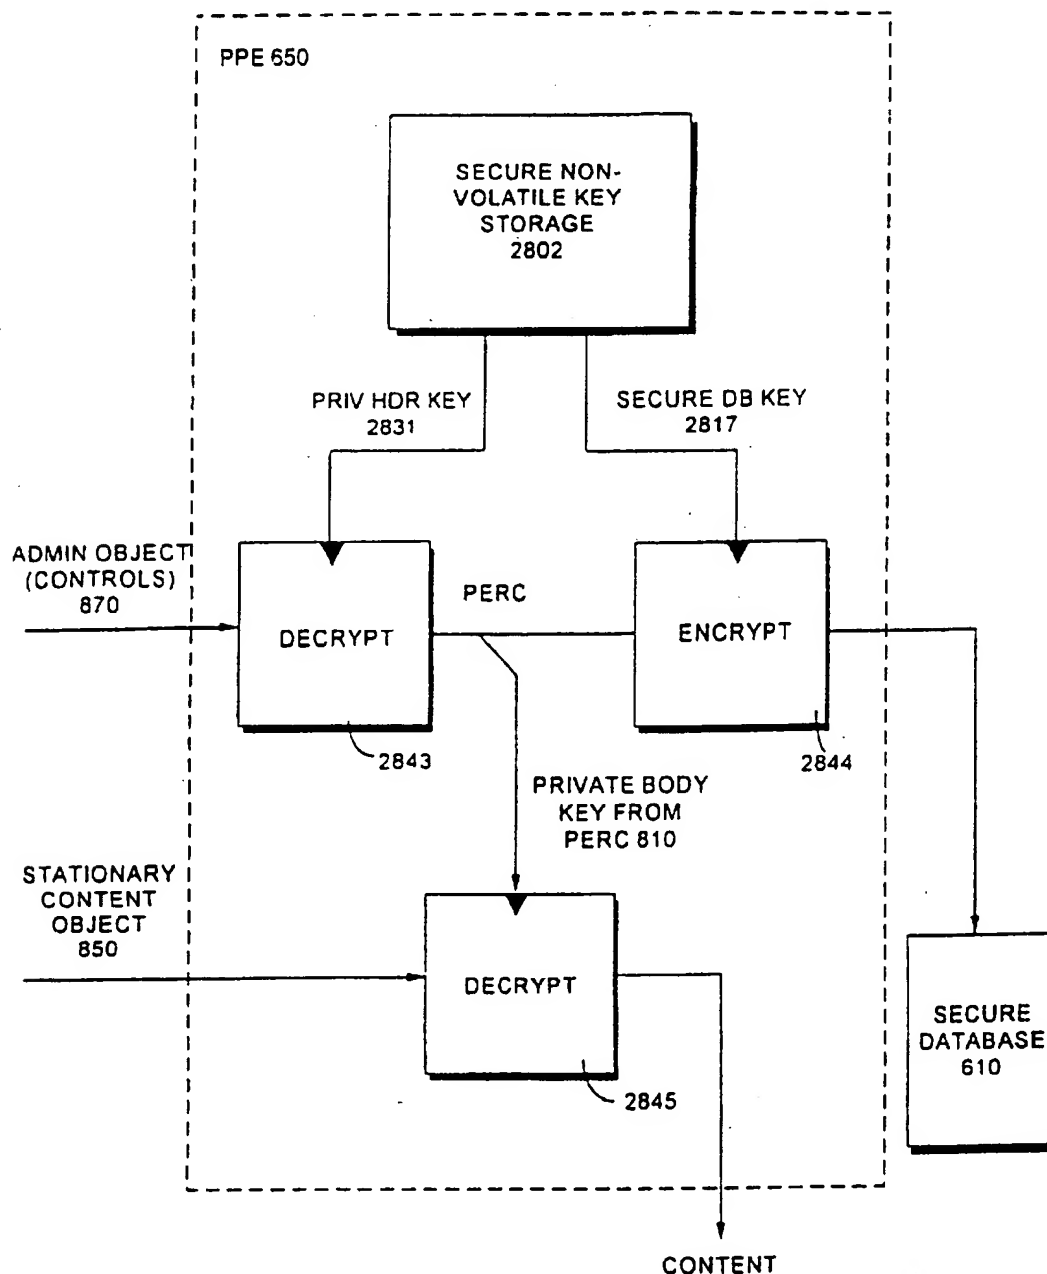 PPE 650
SECURE NON-
VOLATILE KEY
STORAGE
2802
PRIV HDR KEY
2831
SECURE DB KEY
2817
ADMIN OBJECT
(CONTROLS)
870
DECRYPT
PERC
ENCRYPT
2843
2844
PRIVATE BODY
KEY FROM
PERC 810
STATIONARY
CONTENT
OBJECT
850
DECRYPT
2845
SECURE
DATABASE
610
CONTENT